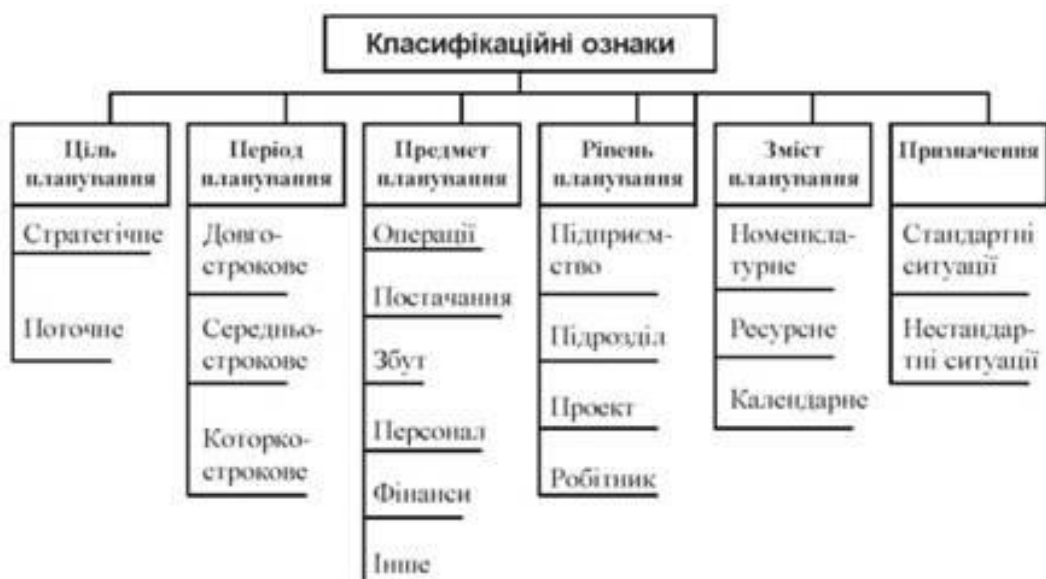 Класифікаційні ознаки
Ціль
планування
Стратегічне
Поточне
Період
планування
Довго-
строкове
Середньо-
строкове
Которко-
строкове
Предмет
планування
Операції
Постачання
Збут
Персонал
Фінанси
Інше
Рівень
планування
Підприєм-
ство
Підрозділ
Проект
Робітник
Зміст
планування
Номенкла-
турне
Ресурсне
Календарне
Призначення
Стандартні
ситуації
Нестандар-
тні ситуації